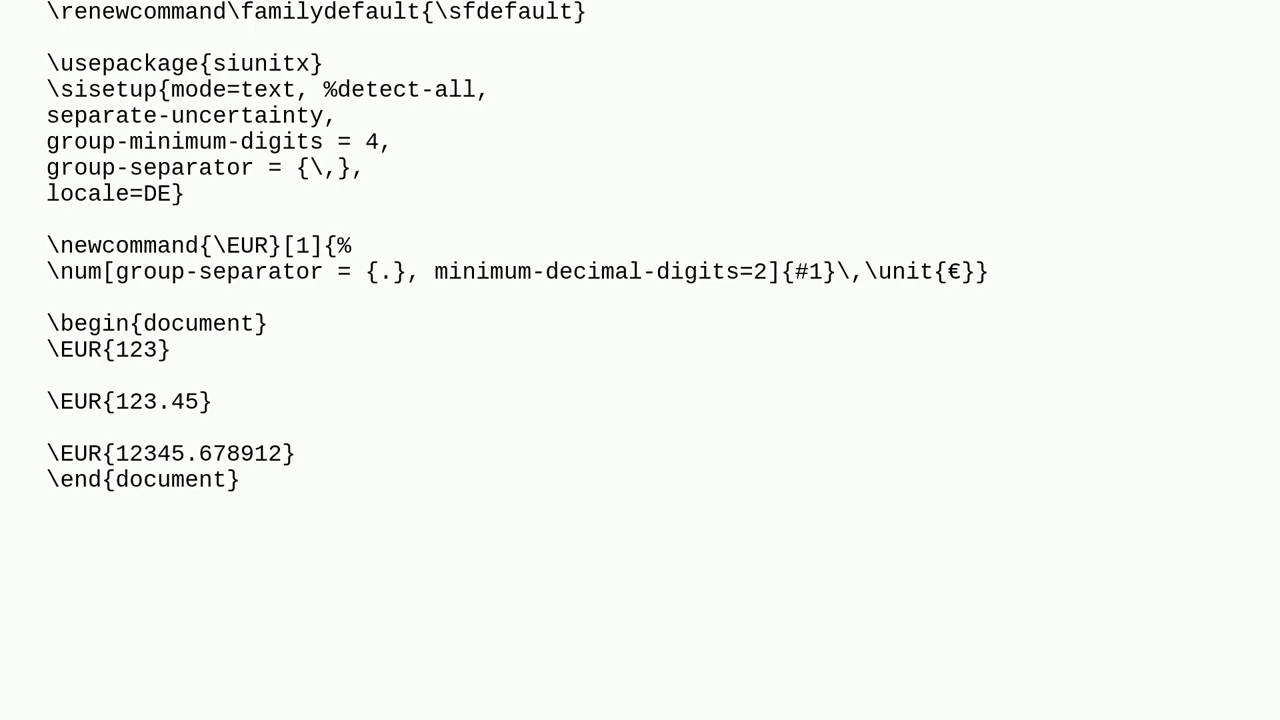 \renewcommand\familydefault{\sfdefault}
\usepackage{siunitx}
\sisetup{mode=text, %detect-all,
separate-uncertainty,
group-minimum-digits = 4,
group-separator = {\,},
locale=DE}
\newcommand{\EUR}[1]{%
\num[group-separator = {.}, minimum-decimal-digits=2]{#1}\,\unit{€}}
\begin{document}
\EUR{123}
\EUR{123.45}
\EUR{12345.678912}
\end{document}